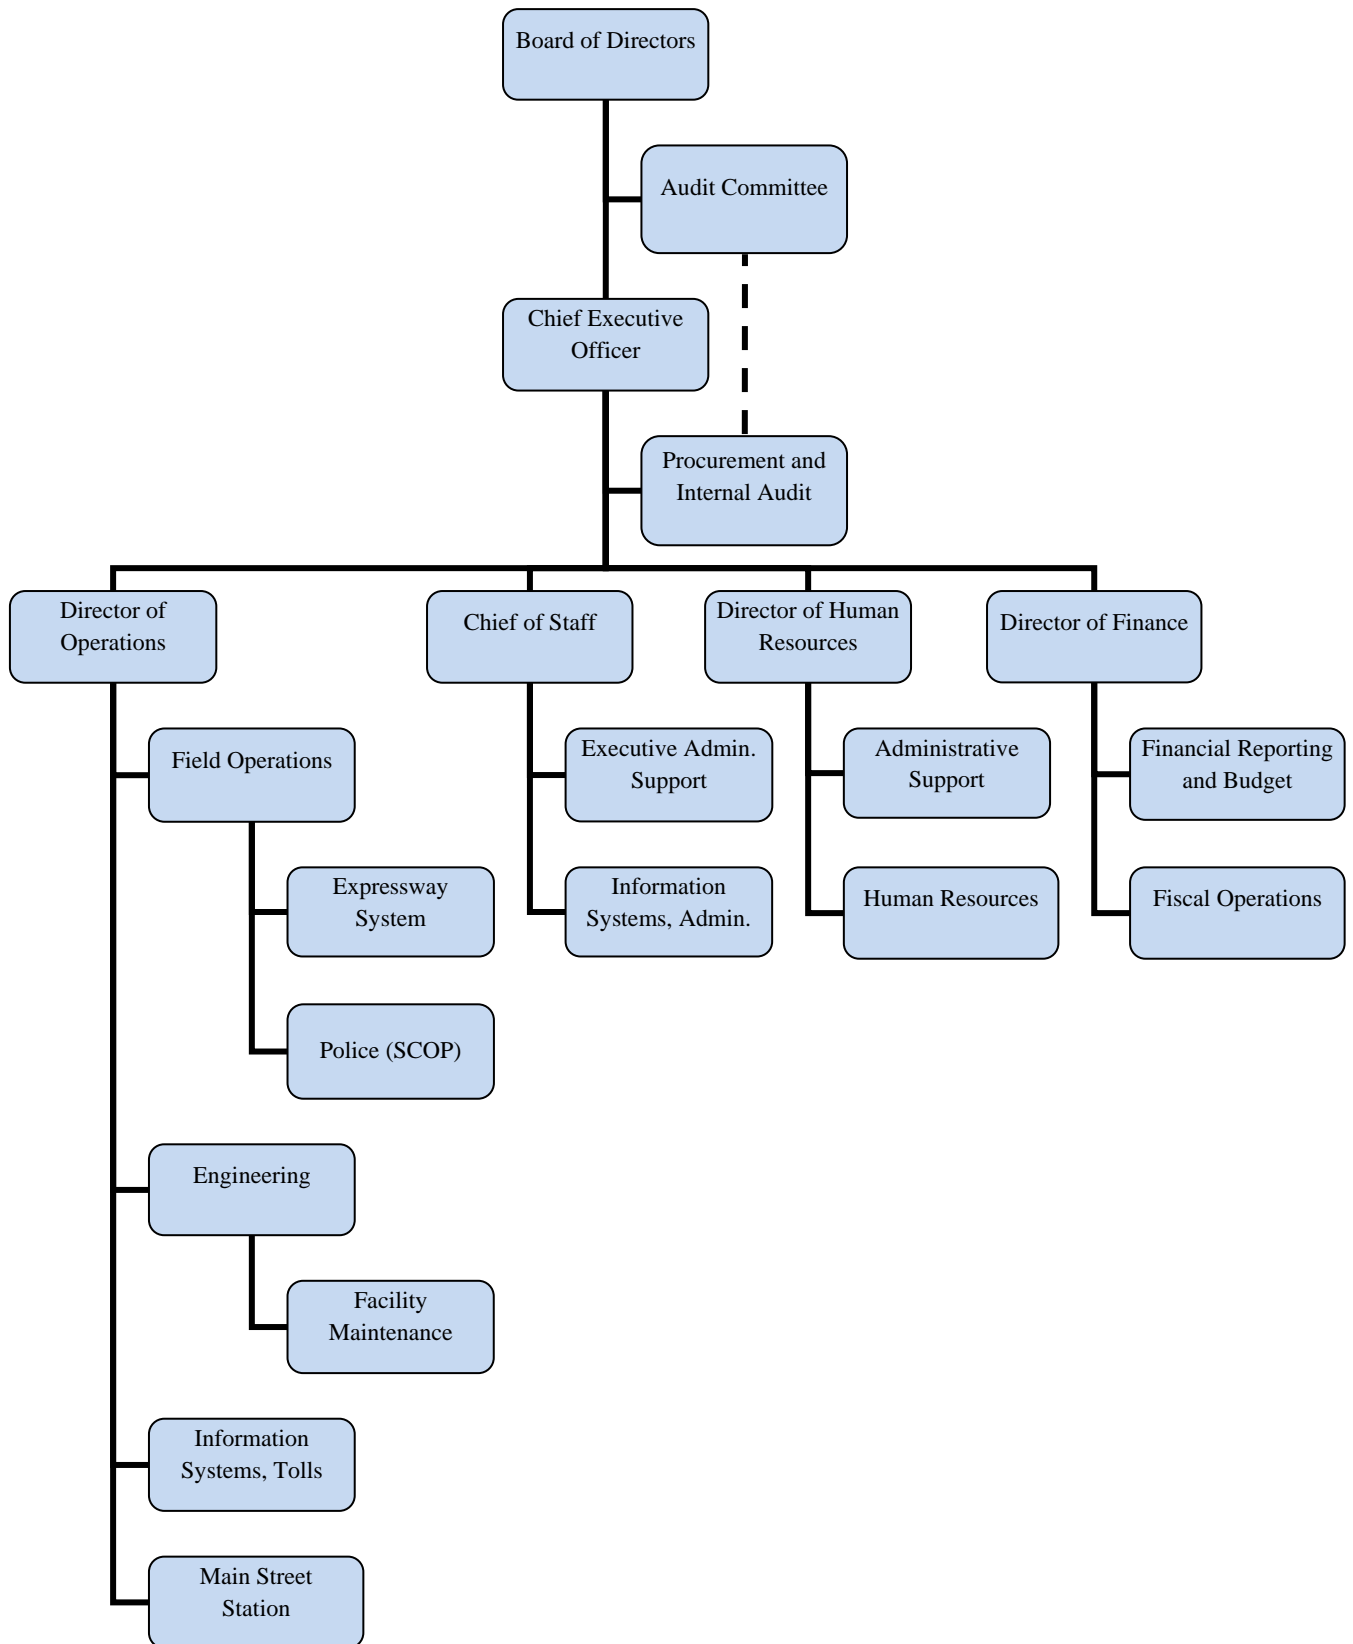 Board of Directors
Audit Committee
Chief Executive
Officer
Procurement and
Internal Audit
Director of
Operations
Chief of Staff
Director of Human
Resources
Director of Finance
Field Operations
Executive Admin.
Support
Administrative
Support
Financial Reporting
and Budget
Expressway
System
Information
Systems, Admin.
Human Resources
Fiscal Operations
Police (SCOP)
Engineering
Facility
Maintenance
Information
Systems, Tolls
Main Street
Station